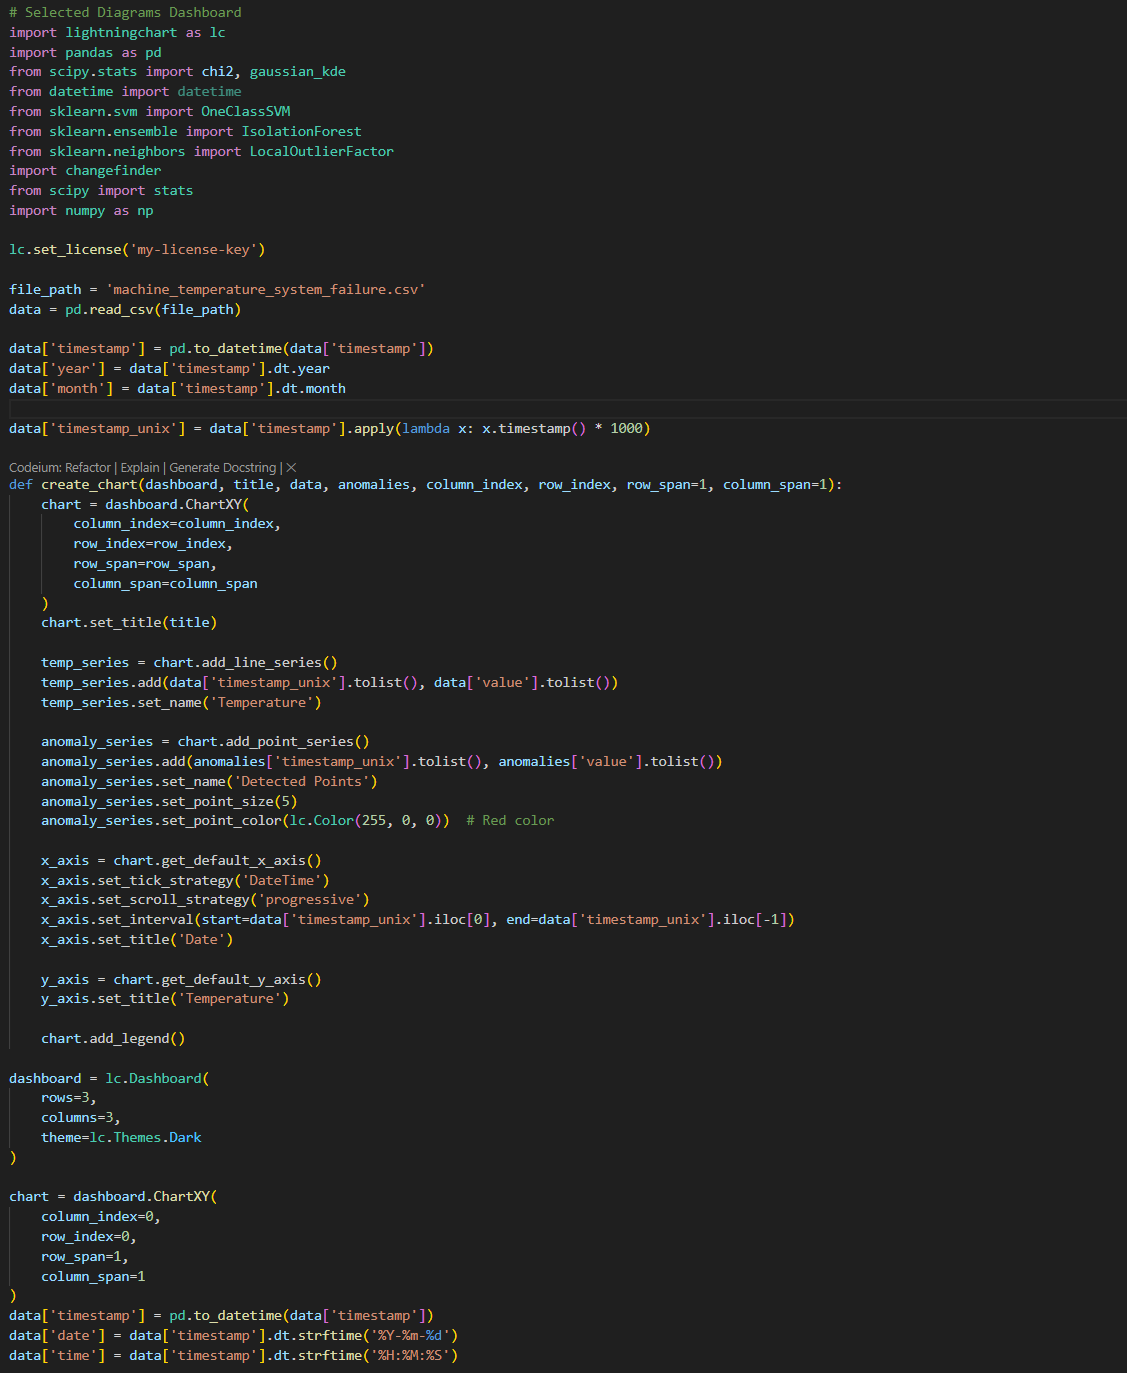 # Selected Diagrams Dashboard
import lightningchart as lc
import pandas as pd
from scipy.stats import chi2, gaussian_kde
from datetime import datetime
from sklearn.svm import OneClassSVM
from sklearn.ensemble import IsolationForest
from sklearn.neighbors import LocalOutlierFactor
import changefinder
from scipy import stats
import numpy as np

lc.set_license('my-license-key')

file_path = 'machine_temperature_system_failure.csv'
data = pd.read_csv(file_path)

data['timestamp'] = pd.to_datetime(data['timestamp'])
data['year'] = data['timestamp'].dt.year
data['month'] = data['timestamp'].dt.month

data['timestamp_unix'] = data['timestamp'].apply(lambda x: x.timestamp() * 1000)

Codeium: Refactor | Explain | Generate Docstring | ×
def create_chart(dashboard, title, data, anomalies, column_index, row_index, row_span=1, column_span=1):
    chart = dashboard.ChartXY(
        column_index=column_index,
        row_index=row_index,
        row_span=row_span,
        column_span=column_span
    )
    chart.set_title(title)

    temp_series = chart.add_line_series()
    temp_series.add(data['timestamp_unix'].tolist(), data['value'].tolist())
    temp_series.set_name('Temperature')

    anomaly_series = chart.add_point_series()
    anomaly_series.add(anomalies['timestamp_unix'].tolist(), anomalies['value'].tolist())
    anomaly_series.set_name('Detected Points')
    anomaly_series.set_point_size(5)
    anomaly_series.set_point_color(lc.Color(255, 0, 0))  # Red color

    x_axis = chart.get_default_x_axis()
    x_axis.set_tick_strategy('DateTime')
    x_axis.set_scroll_strategy('progressive')
    x_axis.set_interval(start=data['timestamp_unix'].iloc[0], end=data['timestamp_unix'].iloc[-1])
    x_axis.set_title('Date')

    y_axis = chart.get_default_y_axis()
    y_axis.set_title('Temperature')

    chart.add_legend()

dashboard = lc.Dashboard(
    rows=3,
    columns=3,
    theme=lc.Themes.Dark
)

chart = dashboard.ChartXY(
    column_index=0,
    row_index=0,
    row_span=1,
    column_span=1
)
data['timestamp'] = pd.to_datetime(data['timestamp'])
data['date'] = data['timestamp'].dt.strftime('%Y-%m-%d')
data['time'] = data['timestamp'].dt.strftime('%H:%M:%S')